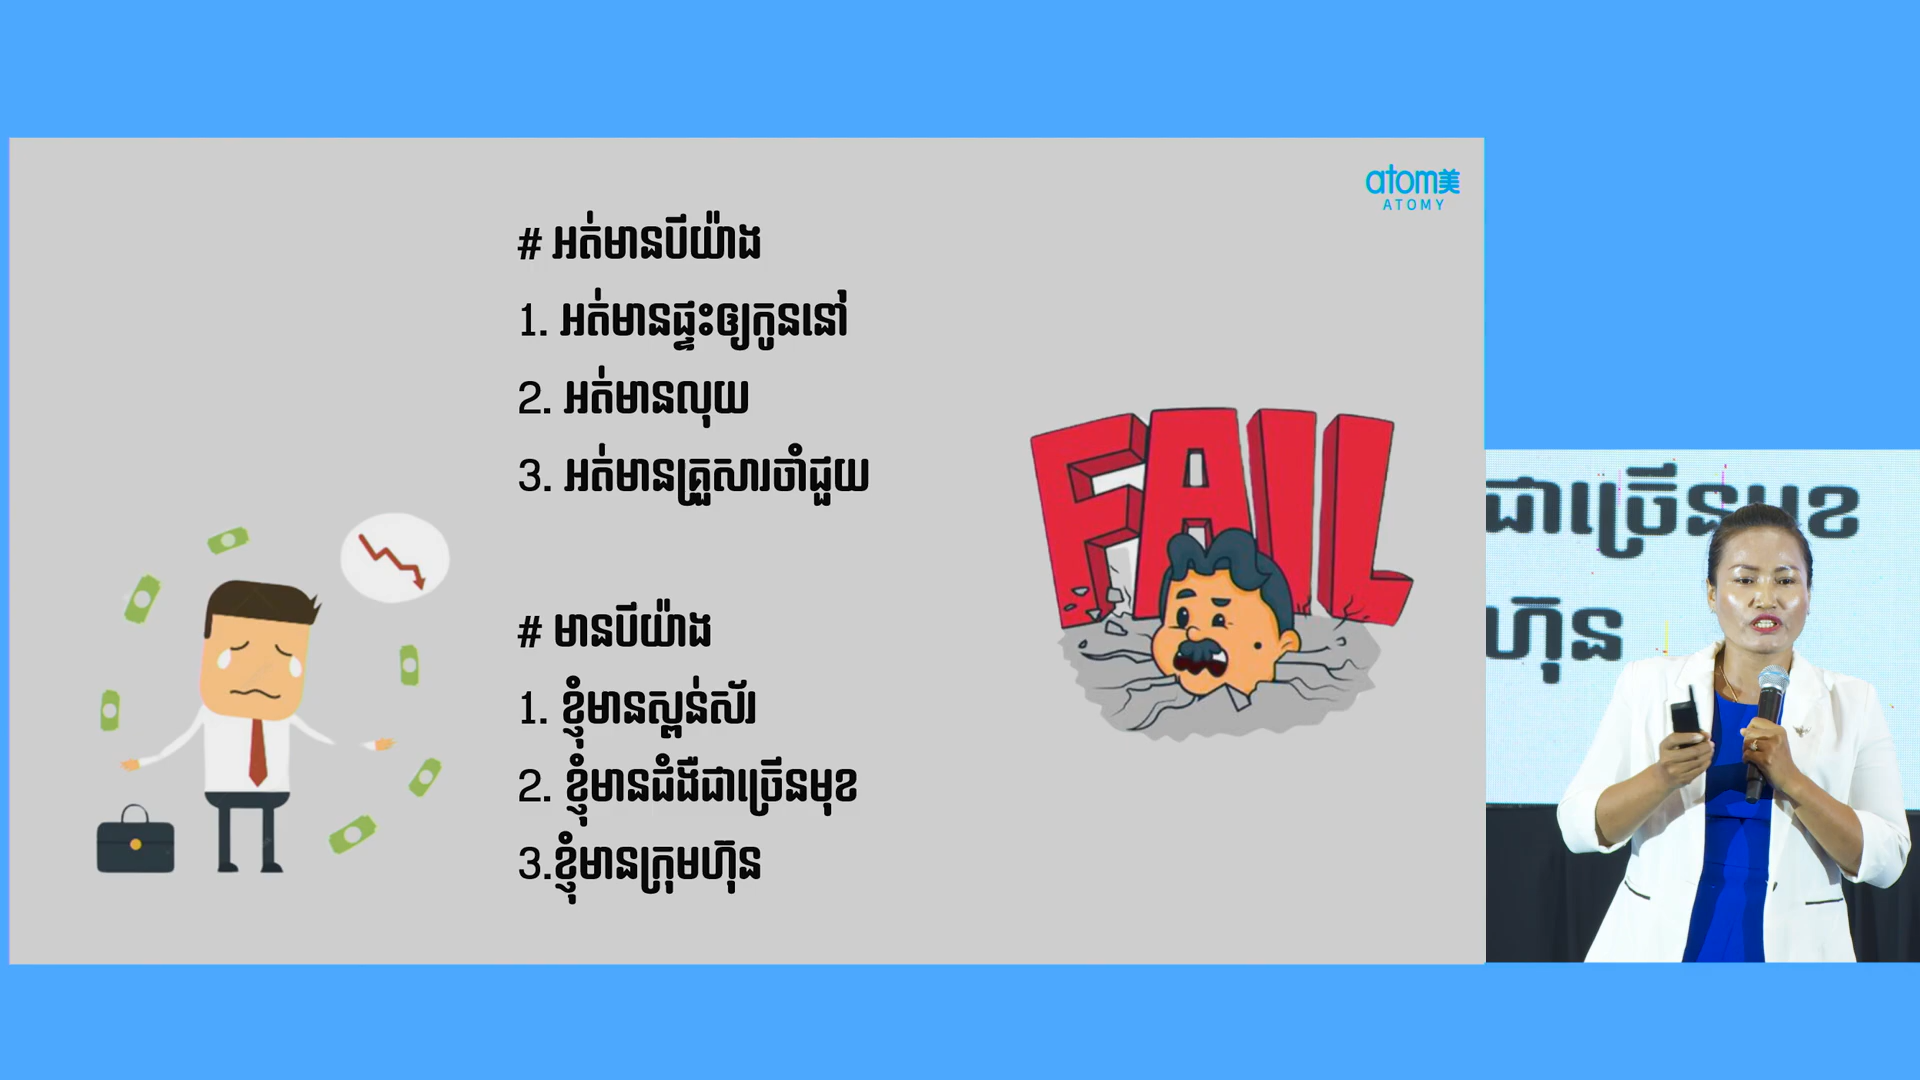 atom美
ATOMY
# អត់មានបីយ៉ាង
1. អត់មានផ្ទះឲ្យកូននៅ
2. អត់មានលុយ
3. អត់មានគ្រួសារចាំជួយ
# មានបីយ៉ាង
1. ខ្ញុំមានស្ពន់ស័រ
2. ខ្ញុំមានជំងឺជាច្រើនមុខ
3.ខ្ញុំមានក្រុមហ៊ុន
FAIL
ជាច្រើនមុខ
ហ៊ុន